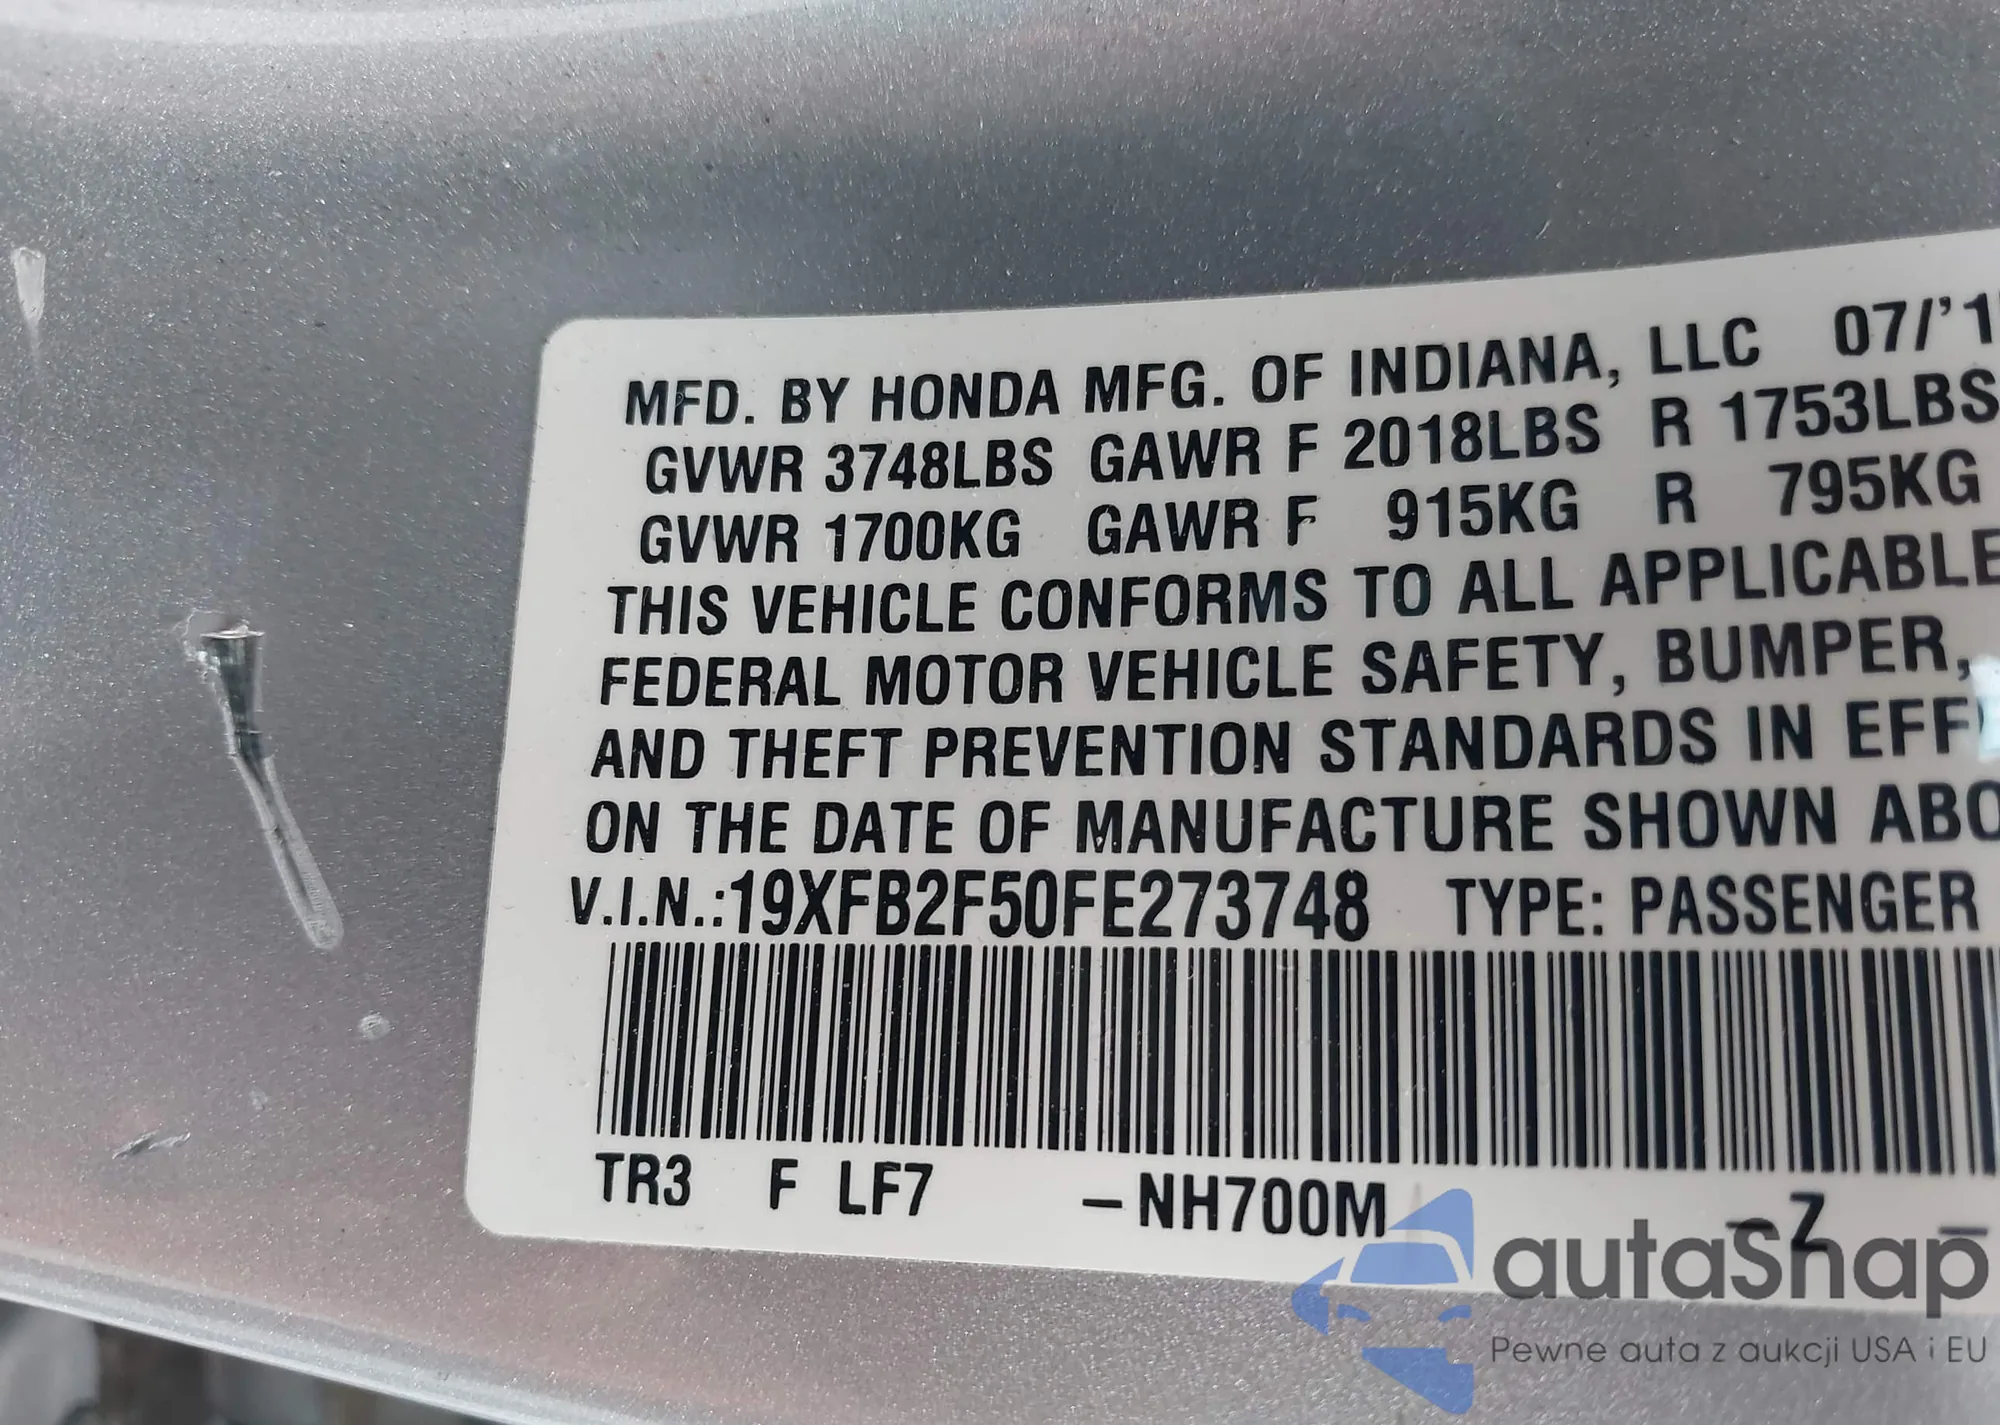 MFD. BY HONDA MFG. OF INDIANA, LLC 07/'1
GVWR 3748LBS GAWR F 2018LBS R 1753LBS
GVWR 1700KG GAWR F 915KG R 795KG
THIS VEHICLE CONFORMS TO ALL APPLICABLE
FEDERAL MOTOR VEHICLE SAFETY, BUMPER,
AND THEFT PREVENTION STANDARDS IN EFF
ON THE DATE OF MANUFACTURE SHOWN ABO
V.I.N.:19XFB2F50FE273748 TYPE: PASSENGER
TR3 F LF7 –NH700M – Z –
autaSnap
Pewne auta z aukcji USA i EU